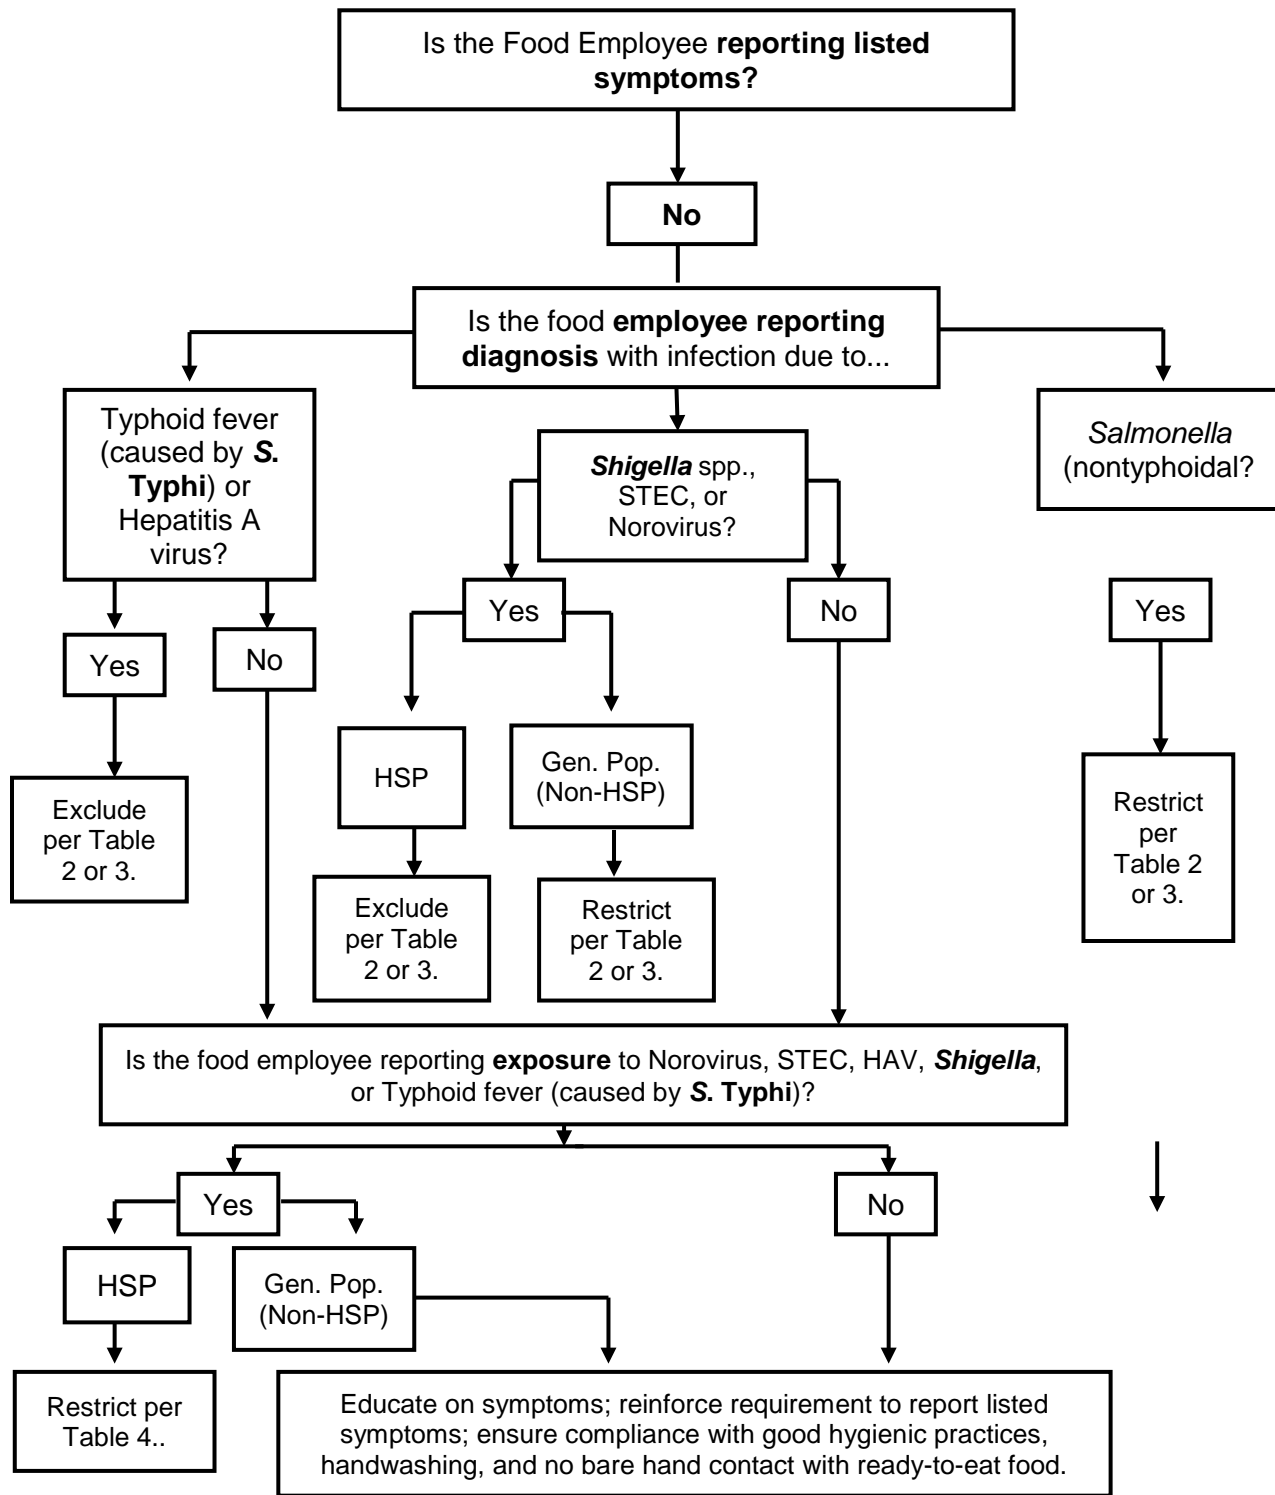 Is the Food Employee reporting listed
symptoms?
No
Is the food employee reporting
diagnosis with infection due to...
Typhoid fever
(caused by S.
Typhi) or
Hepatitis A
virus?
Shigella spp.,
STEC, or
Norovirus?
Salmonella
(nontyphoidal?
Yes
No
Yes
No
Yes
HSP
Gen. Pop.
(Non-HSP)
Exclude
per Table
2 or 3.
Exclude
per Table
2 or 3.
Restrict
per Table
2 or 3.
Restrict
per
Table 2
or 3.
Is the food employee reporting exposure to Norovirus, STEC, HAV, Shigella,
or Typhoid fever (caused by S. Typhi)?
Yes
No
HSP
Gen. Pop.
(Non-HSP)
Restrict per
Table 4..
Educate on symptoms; reinforce requirement to report listed
symptoms; ensure compliance with good hygienic practices,
handwashing, and no bare hand contact with ready-to-eat food.